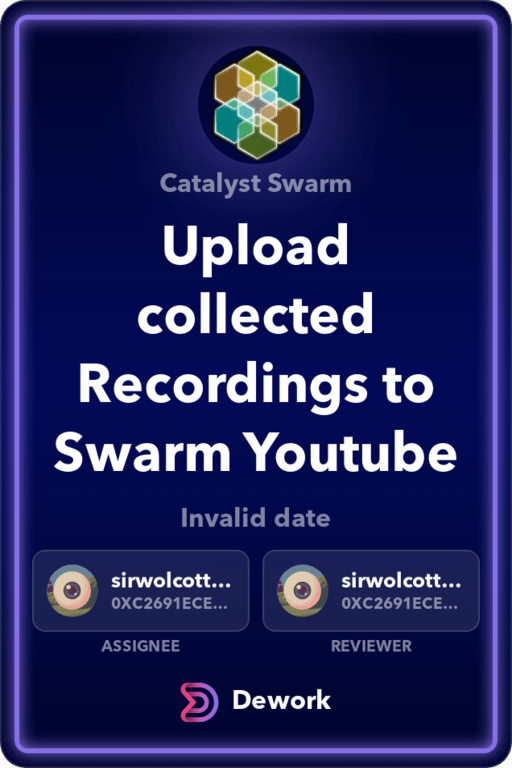 Catalyst Swarm
Upload
collected
Recordings to
Swarm Youtube
Invalid date
sirwolcott...
0XC2691ECE...
ASSIGNEE
sirwolcott...
0XC2691ECE...
REVIEWER
Dework